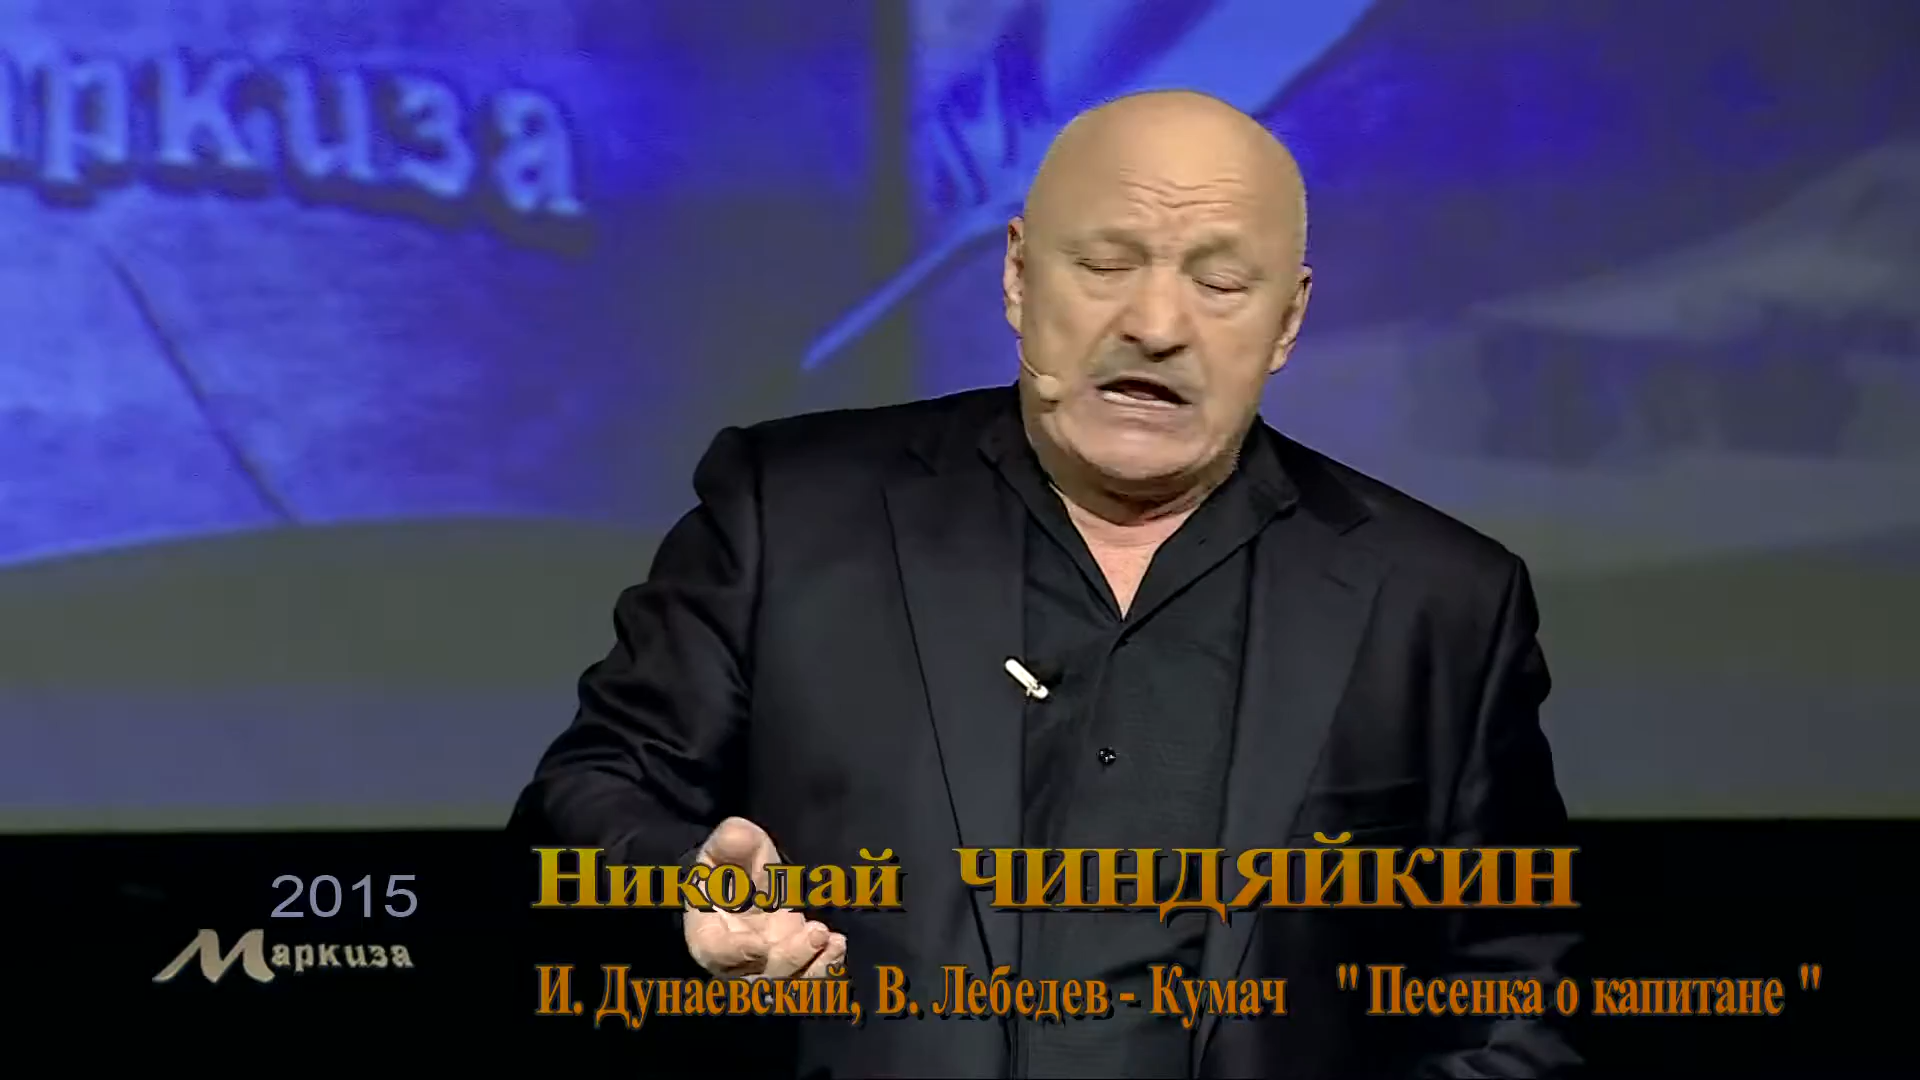 аркиза
2015
Маркиза
Николай ЧИНДЯЙКИН
И. Дунаевский, В. Лебедев - Кумач "Песенка о капитане "